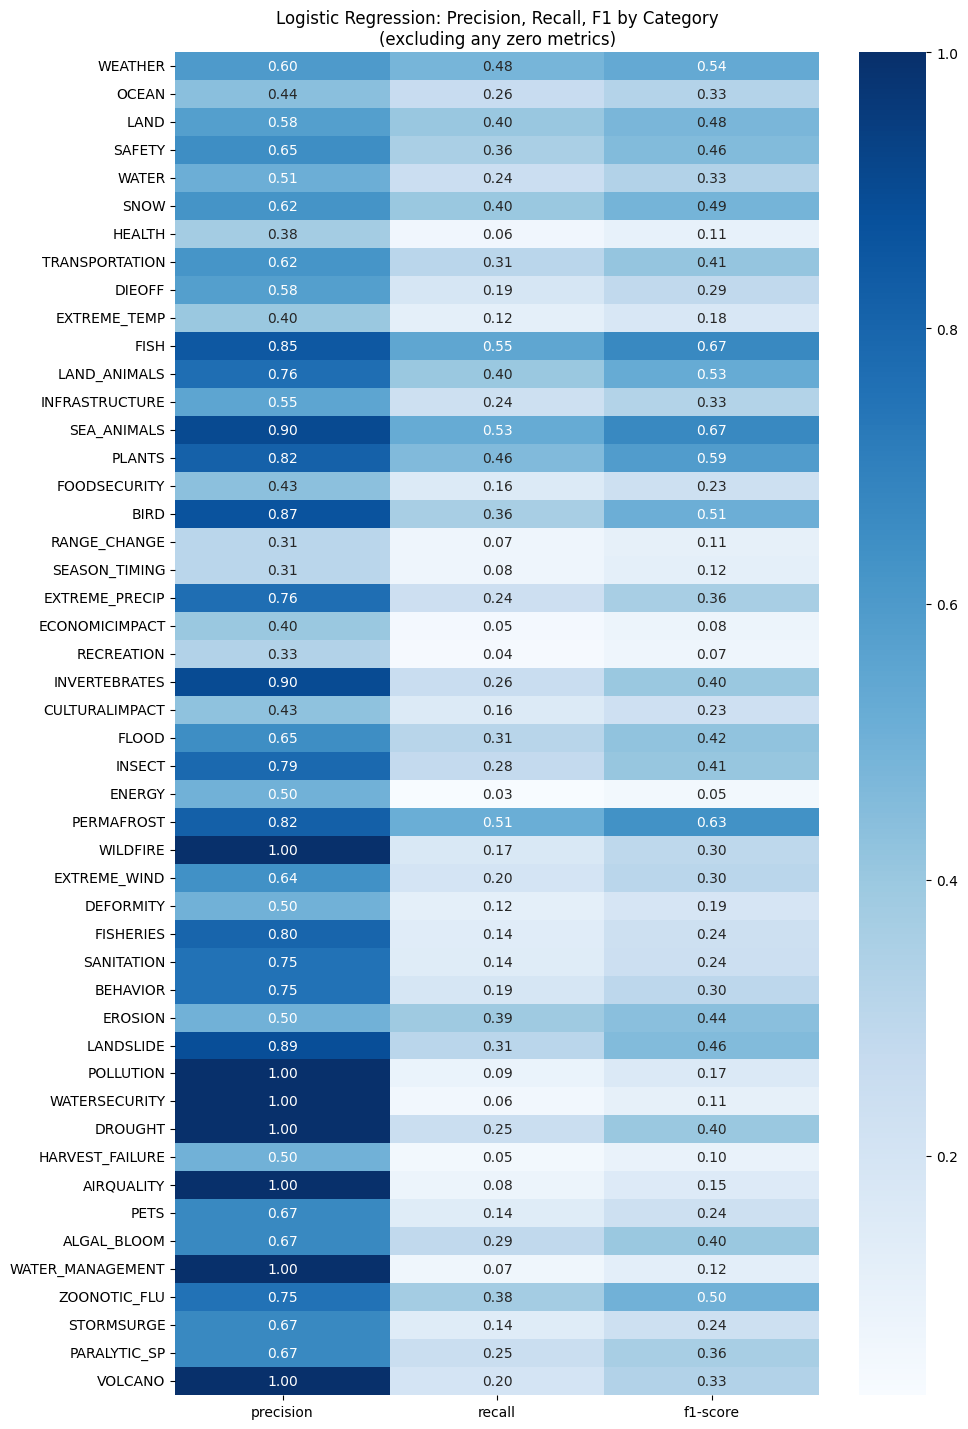 Logistic Regression: Precision, Recall, F1 by Category
(excluding any zero metrics)
WEATHER 0.60 0.48 0.54
OCEAN 0.44 0.26 0.33
LAND 0.58 0.40 0.48
SAFETY 0.65 0.36 0.46
WATER 0.51 0.24 0.33
SNOW 0.62 0.40 0.49
HEALTH 0.38 0.06 0.11
TRANSPORTATION 0.62 0.31 0.41
DIEOFF 0.58 0.19 0.29
EXTREME_TEMP 0.40 0.12 0.18
FISH 0.85 0.55 0.67
LAND_ANIMALS 0.76 0.40 0.53
INFRASTRUCTURE 0.55 0.24 0.33
SEA_ANIMALS 0.90 0.53 0.67
PLANTS 0.82 0.46 0.59
FOODSECURITY 0.43 0.16 0.23
BIRD 0.87 0.36 0.51
RANGE_CHANGE 0.31 0.07 0.11
SEASON_TIMING 0.31 0.08 0.12
EXTREME_PRECIP 0.76 0.24 0.36
ECONOMICIMPACT 0.40 0.05 0.08
RECREATION 0.33 0.04 0.07
INVERTEBRATES 0.90 0.26 0.40
CULTURALIMPACT 0.43 0.16 0.23
FLOOD 0.65 0.31 0.42
INSECT 0.79 0.28 0.41
ENERGY 0.50 0.03 0.05
PERMAFROST 0.82 0.51 0.63
WILDFIRE 1.00 0.17 0.30
EXTREME_WIND 0.64 0.20 0.30
DEFORMITY 0.50 0.12 0.19
FISHERIES 0.80 0.14 0.24
SANITATION 0.75 0.14 0.24
BEHAVIOR 0.75 0.19 0.30
EROSION 0.50 0.39 0.44
LANDSLIDE 0.89 0.31 0.46
POLLUTION 1.00 0.09 0.17
WATERSECURITY 1.00 0.06 0.11
DROUGHT 1.00 0.25 0.40
HARVEST_FAILURE 0.50 0.05 0.10
AIRQUALITY 1.00 0.08 0.15
PETS 0.67 0.14 0.24
ALGAL_BLOOM 0.67 0.29 0.40
WATER_MANAGEMENT 1.00 0.07 0.12
ZOONOTIC_FLU 0.75 0.38 0.50
STORMSURGE 0.67 0.14 0.24
PARALYTIC_SP 0.67 0.25 0.36
VOLCANO 1.00 0.20 0.33
precision recall f1-score
1.0
0.8
0.6
0.4
0.2